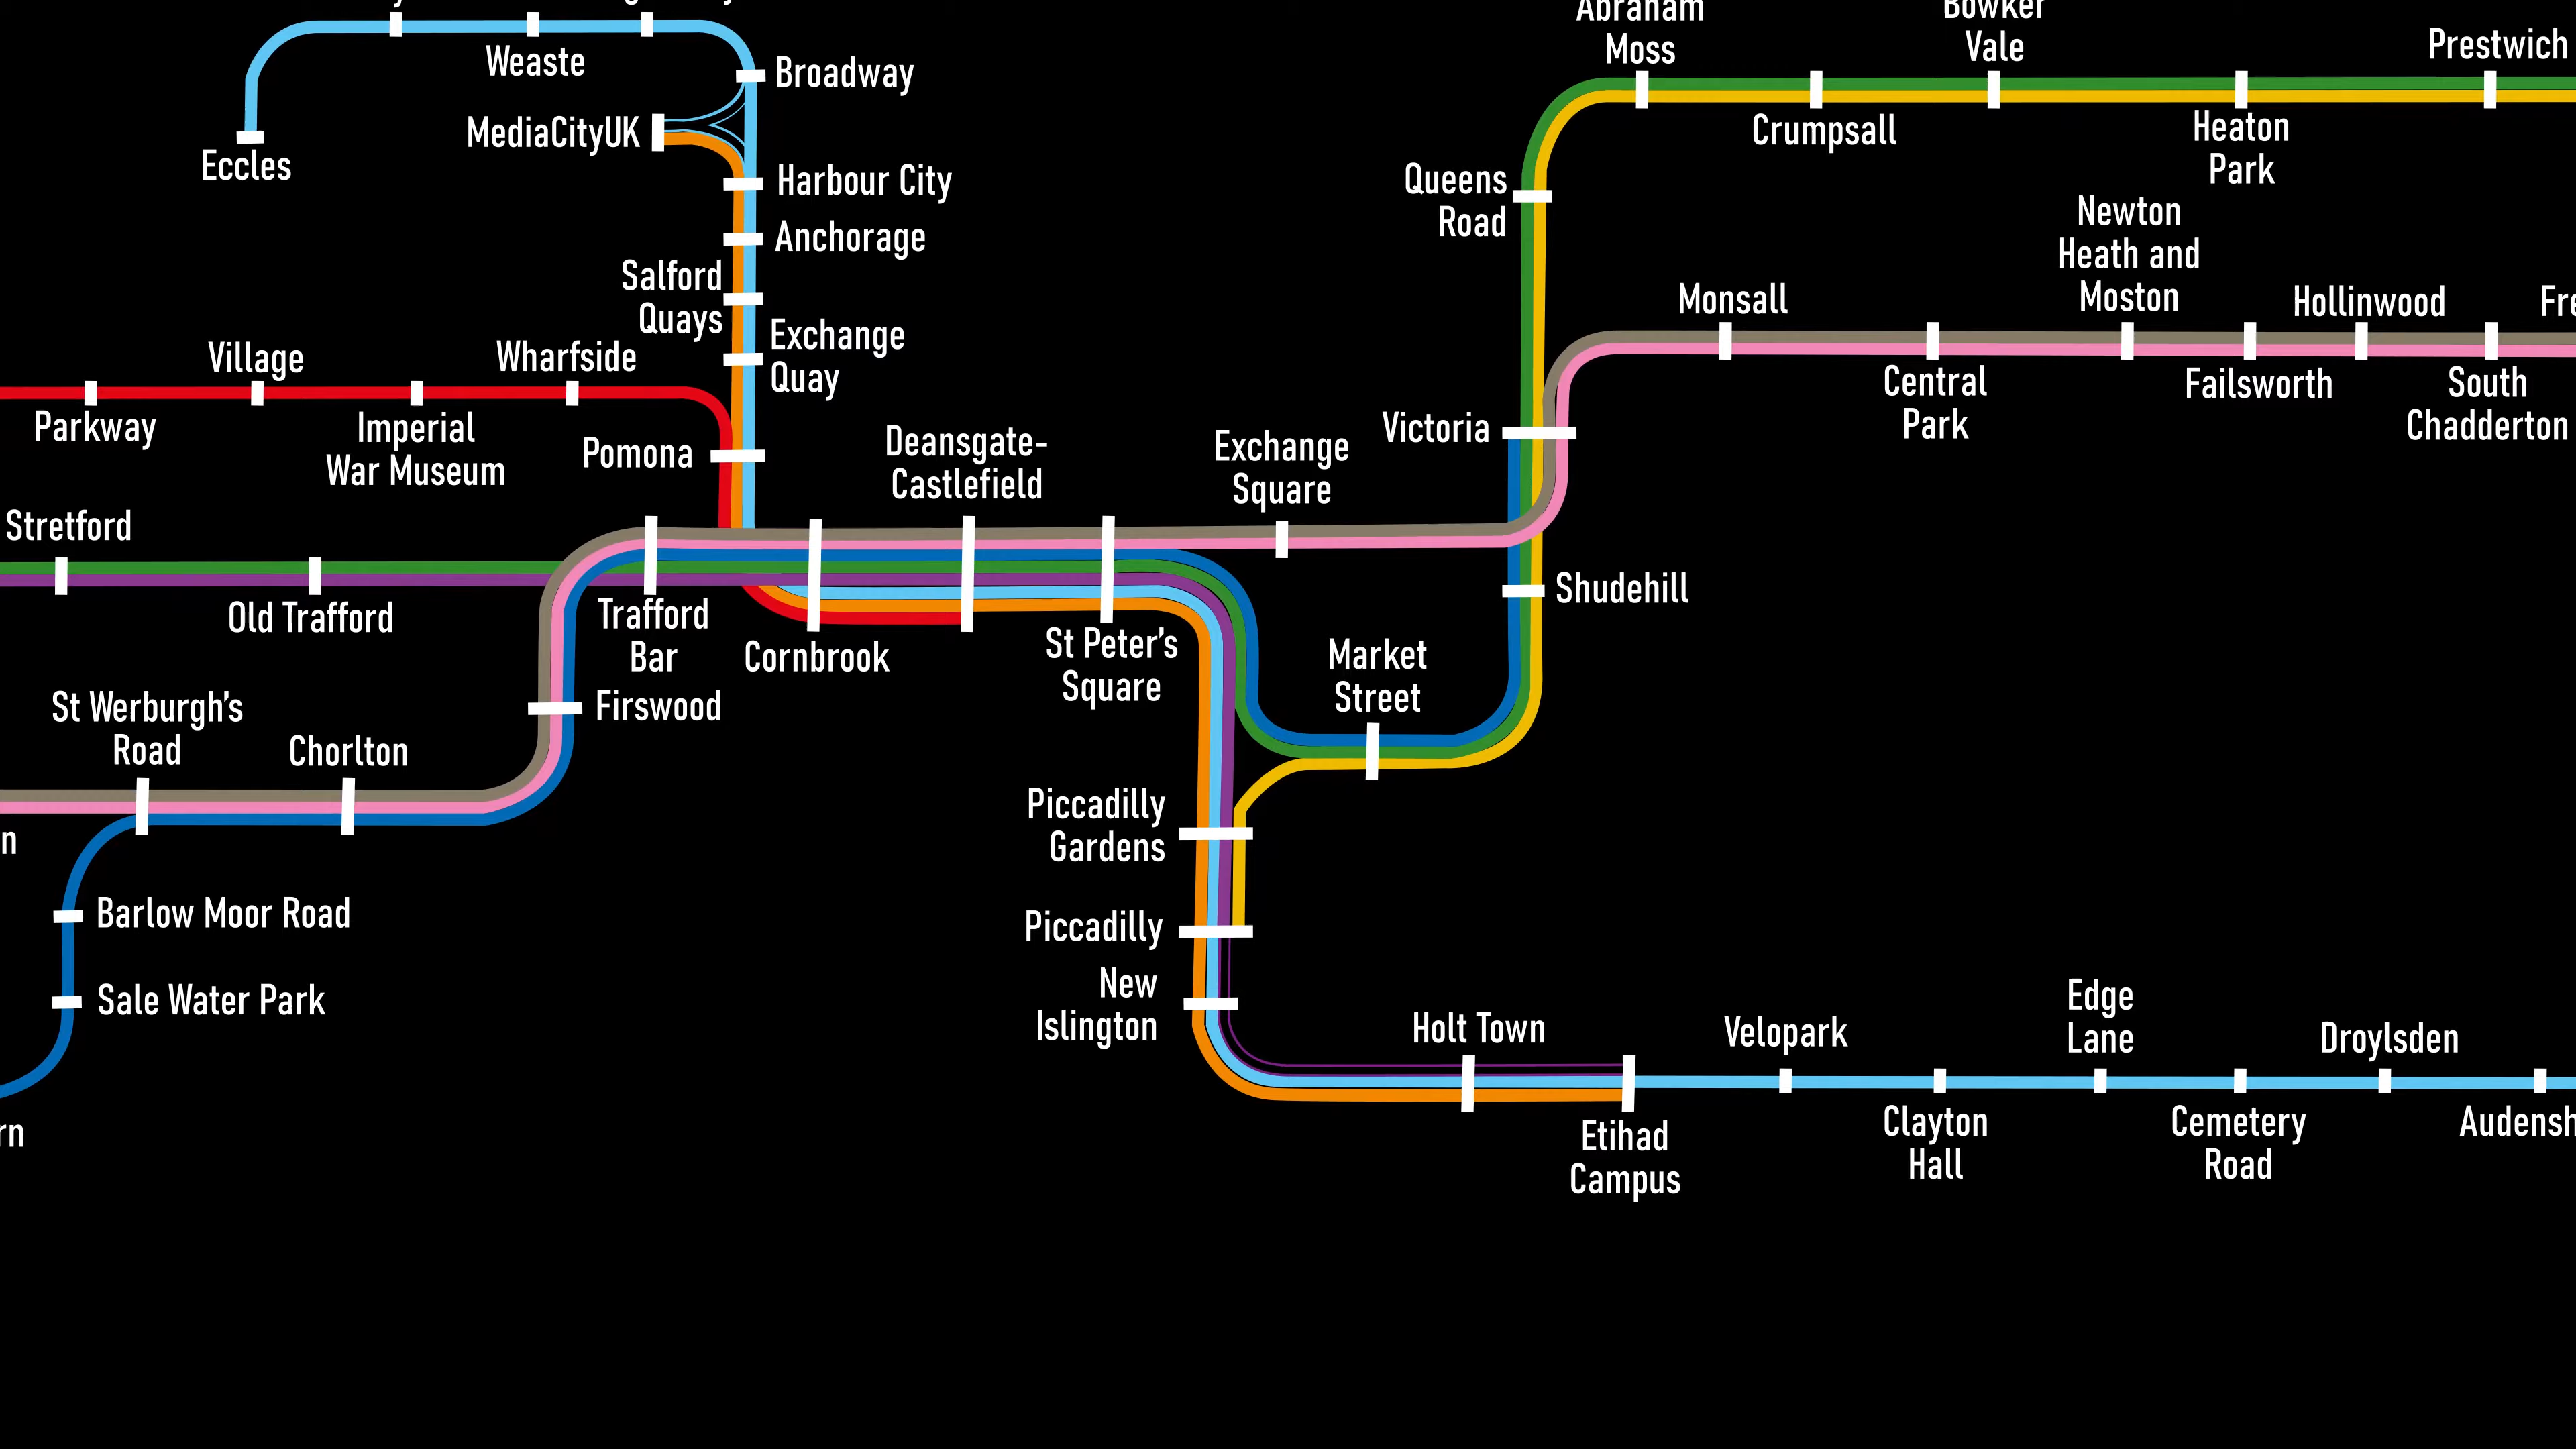 Abraham
Moss
Bowker
Vale
Prestwich
Weaste
Broadway
MediaCityUK
Eccles
Crumpsall
Heaton
Park
Harbour City
Queens
Road
Anchorage
Newton
Heath and
Moston
Salford
Quays
Monsall
Hollinwood
Fre
Exchange
Quay
Village
Wharfside
Central
Park
Failsworth
South
Chadderton
Parkway
Imperial
War Museum
Pomona
Deansgate-
Castlefield
Exchange
Square
Victoria
Stretford
Old Trafford
Trafford
Bar
Cornbrook
St Peter's
Square
Shudehill
Market
Street
St Werburgh's
Road
Chorlton
Firswood
Piccadilly
Gardens
n
Barlow Moor Road
Piccadilly
Sale Water Park
New
Islington
Holt Town
Velopark
Edge
Lane
Droylsden
rn
Etihad
Campus
Clayton
Hall
Cemetery
Road
Audensh